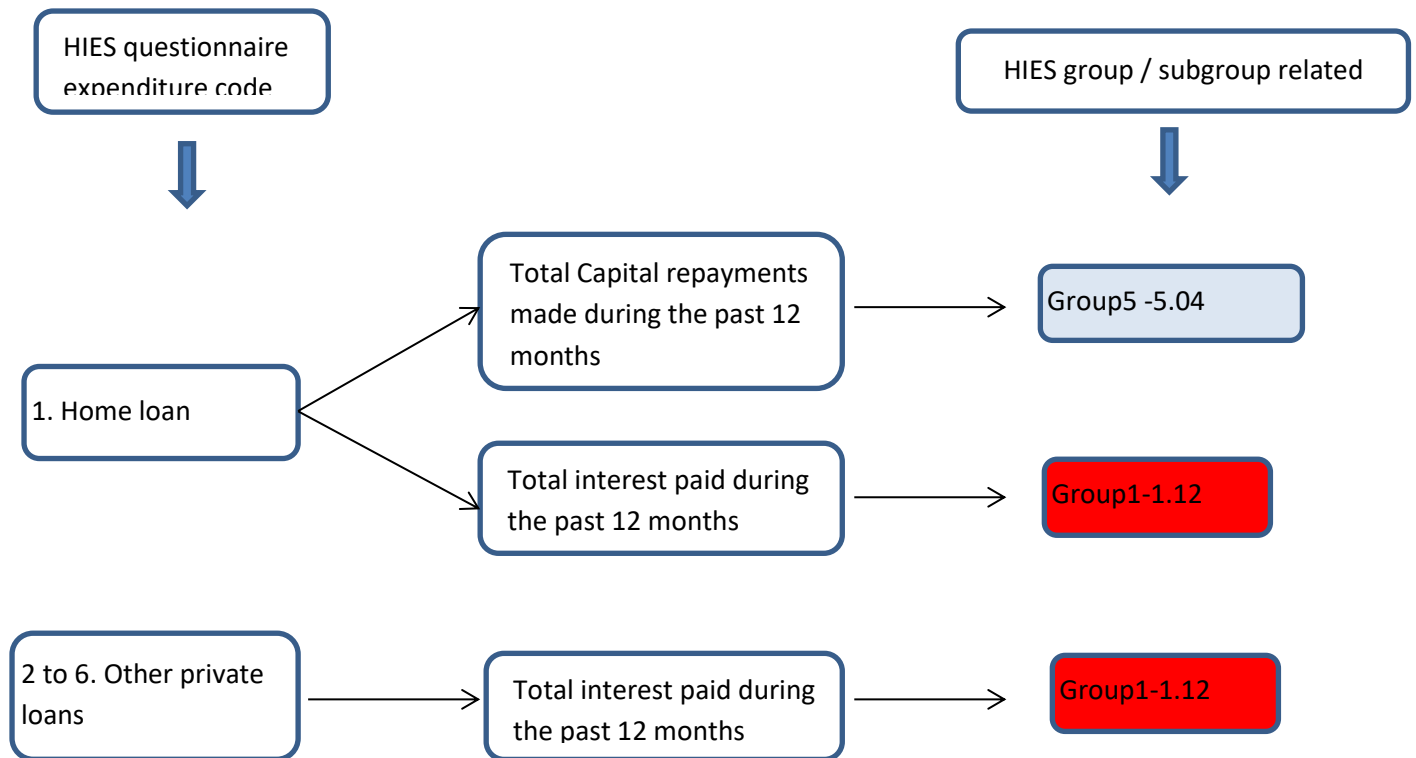 HIES questionnaire
expenditure code
HIES group / subgroup related
Total Capital repayments
made during the past 12
months
Group5 -5.04
1. Home loan
Total interest paid during
the past 12 months
Group1-1.12
2 to 6. Other private
loans
Total interest paid during
the past 12 months
Group1-1.12